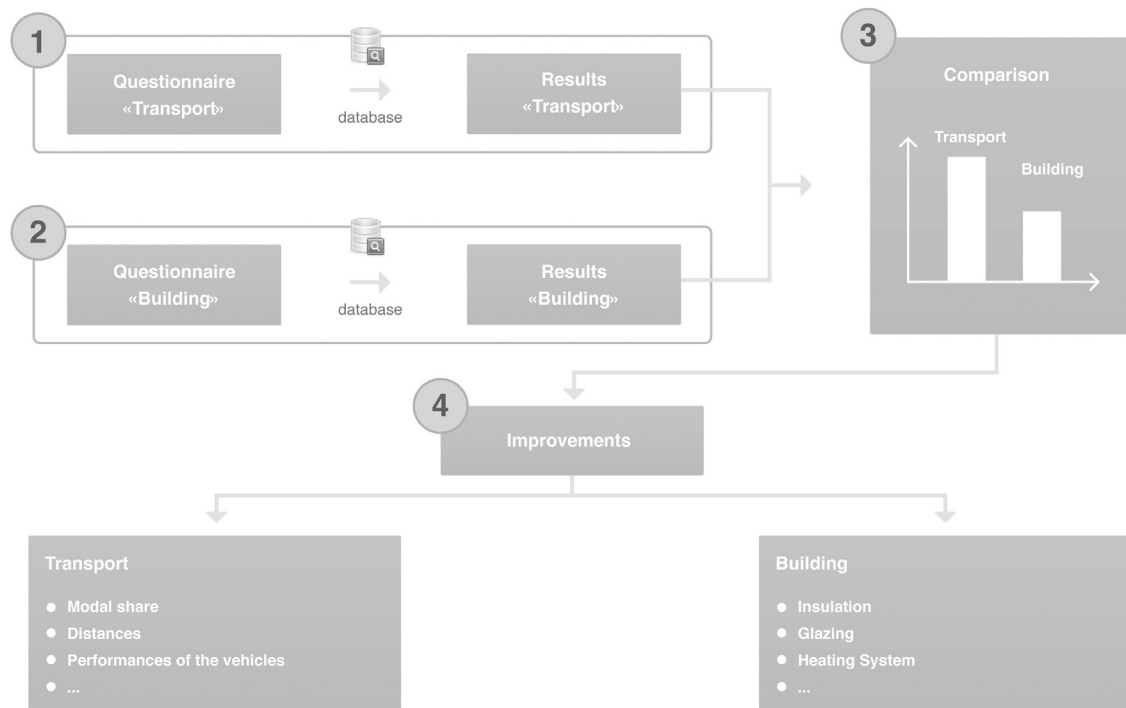 1
Questionnaire
«Transport»
database
Results
«Transport»
2
Questionnaire
«Building»
database
Results
«Building»
3
Comparison
Transport
Building
4
Improvements
Transport
Modal share
Distances
Performances of the vehicles
...
Building
Insulation
Glazing
Heating System
...